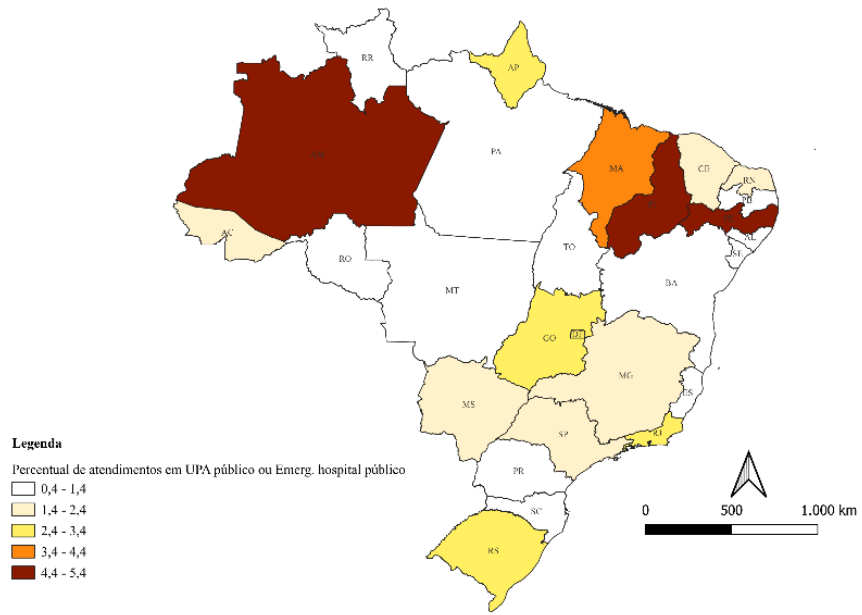 RR
AP
AM
PA
MA
CE
RN
PB
PI
PE
AL
SE
AC
TO
RO
BA
MT
GO
DF
MG
ES
MS
SP
RJ
PR
SC
RS
Legenda
Percentual de atendimentos em UPA público ou Emerg. hospital público
0,4 - 1,4
1,4 - 2,4
2,4 - 3,4
3,4 - 4,4
4,4 - 5,4
0 500 1.000 km